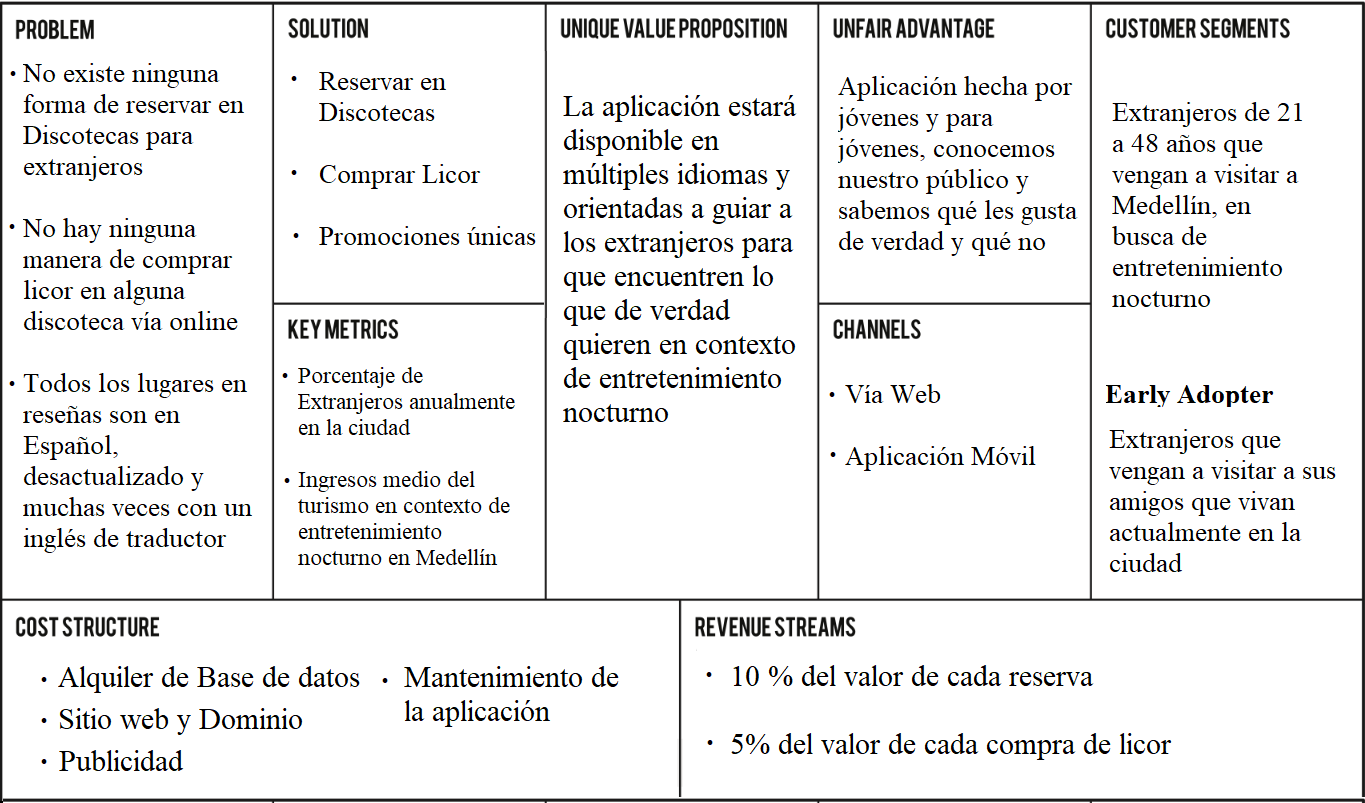 PROBLEM
· No existe ninguna
forma de reservar en
Discotecas para
extranjeros
· No hay ninguna
manera de comprar
licor en alguna
discoteca vía online
· Todos los lugares en
reseñas son en
Español,
desactualizado y
muchas veces con un
inglés de traductor
SOLUTION
· Reservar en
Discotecas
· Comprar Licor
· Promociones únicas
KEY METRICS
· Porcentaje de
Extranjeros anualmente
en la ciudad
· Ingresos medio del
turismo en contexto de
entretenimiento
nocturno en Medellín
UNIQUE VALUE PROPOSITION
La aplicación estará
disponible en
múltiples idiomas y
orientadas a guiar a
los extranjeros para
que encuentren lo
que de verdad
quieren en contexto
de entretenimiento
nocturno
UNFAIR ADVANTAGE
Aplicación hecha por
jóvenes y para
jóvenes, conocemos
nuestro público y
sabemos qué les gusta
de verdad y qué no
CHANNELS
· Vía Web
· Aplicación Móvil
CUSTOMER SEGMENTS
Extranjeros de 21
a 48 años que
vengan a visitar a
Medellín, en
busca de
entretenimiento
nocturno
Early Adopter
Extranjeros que
vengan a visitar a sus
amigos que vivan
actualmente en la
ciudad
COST STRUCTURE
· Alquiler de Base de datos
· Sitio web y Dominio
· Publicidad
· Mantenimiento de
la aplicación
REVENUE STREAMS
· 10 % del valor de cada reserva
· 5% del valor de cada compra de licor